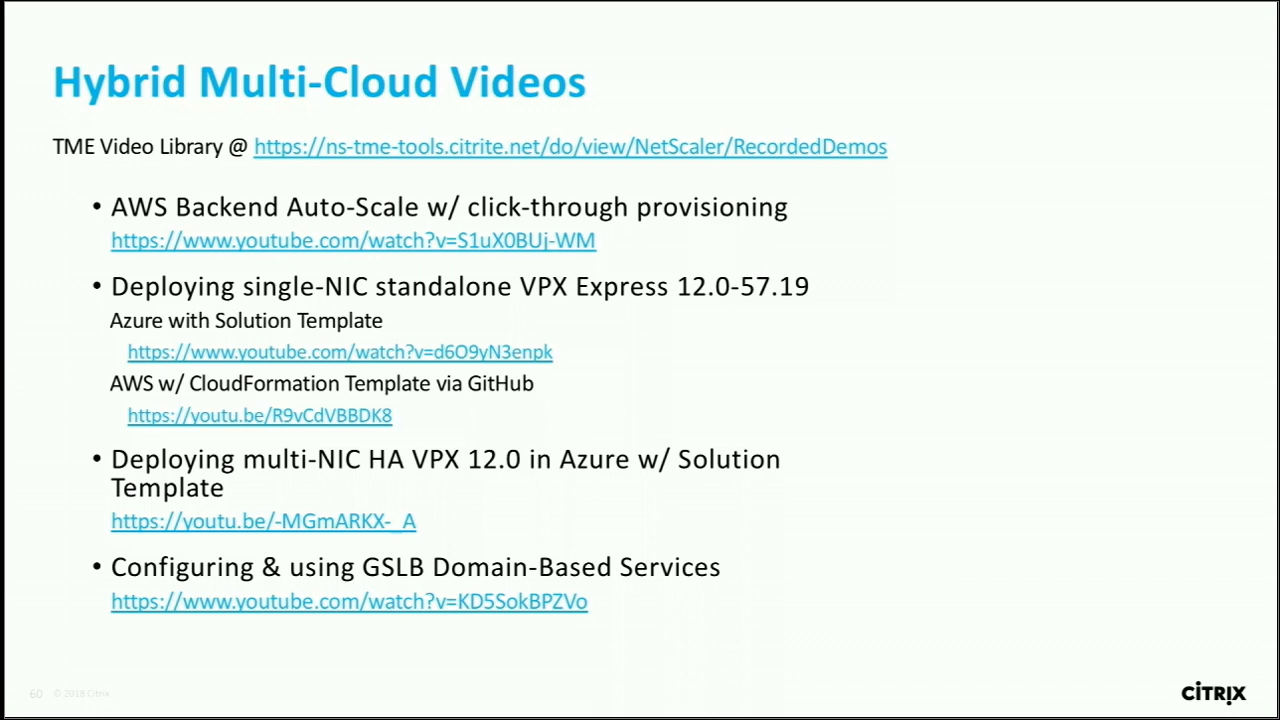 Hybrid Multi-Cloud Videos
TME Video Library @ https://ns-tme-tools.citrite.net/do/view/NetScaler/RecordedDemos
• AWS Backend Auto-Scale w/ click-through provisioning
https://www.youtube.com/watch?v=S1uX0BUj-WM
• Deploying single-NIC standalone VPX Express 12.0-57.19
Azure with Solution Template
https://www.youtube.com/watch?v=d6O9yN3enpk
AWS w/ CloudFormation Template via GitHub
https://youtu.be/R9vCdVBBDK8
• Deploying multi-NIC HA VPX 12.0 in Azure w/ Solution
Template
https://youtu.be/-MGmARKX-_A
• Configuring & using GSLB Domain-Based Services
https://www.youtube.com/watch?v=KD5SokBPZVo
60 © 2018 Citrix
CITRIX